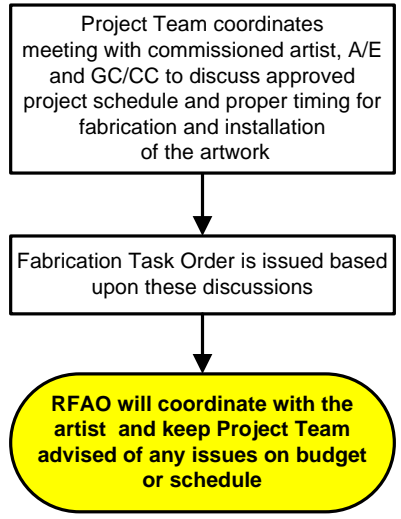 Project Team coordinates
meeting with commissioned artist, A/E
and GC/CC to discuss approved
project schedule and proper timing for
fabrication and installation
of the artwork
Fabrication Task Order is issued based
upon these discussions
RFAO will coordinate with the
artist and keep Project Team
advised of any issues on budget
or schedule